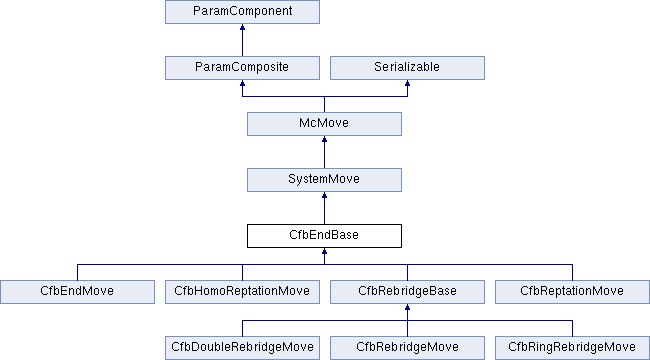 ParamComponent
ParamComposite Serializable
McMove
SystemMove
CfbEndBase
CfbEndMove CfbHomoReptationMove CfbRebridgeBase CfbReptationMove
CfbDoubleRebridgeMove CfbRebridgeMove CfbRingRebridgeMove